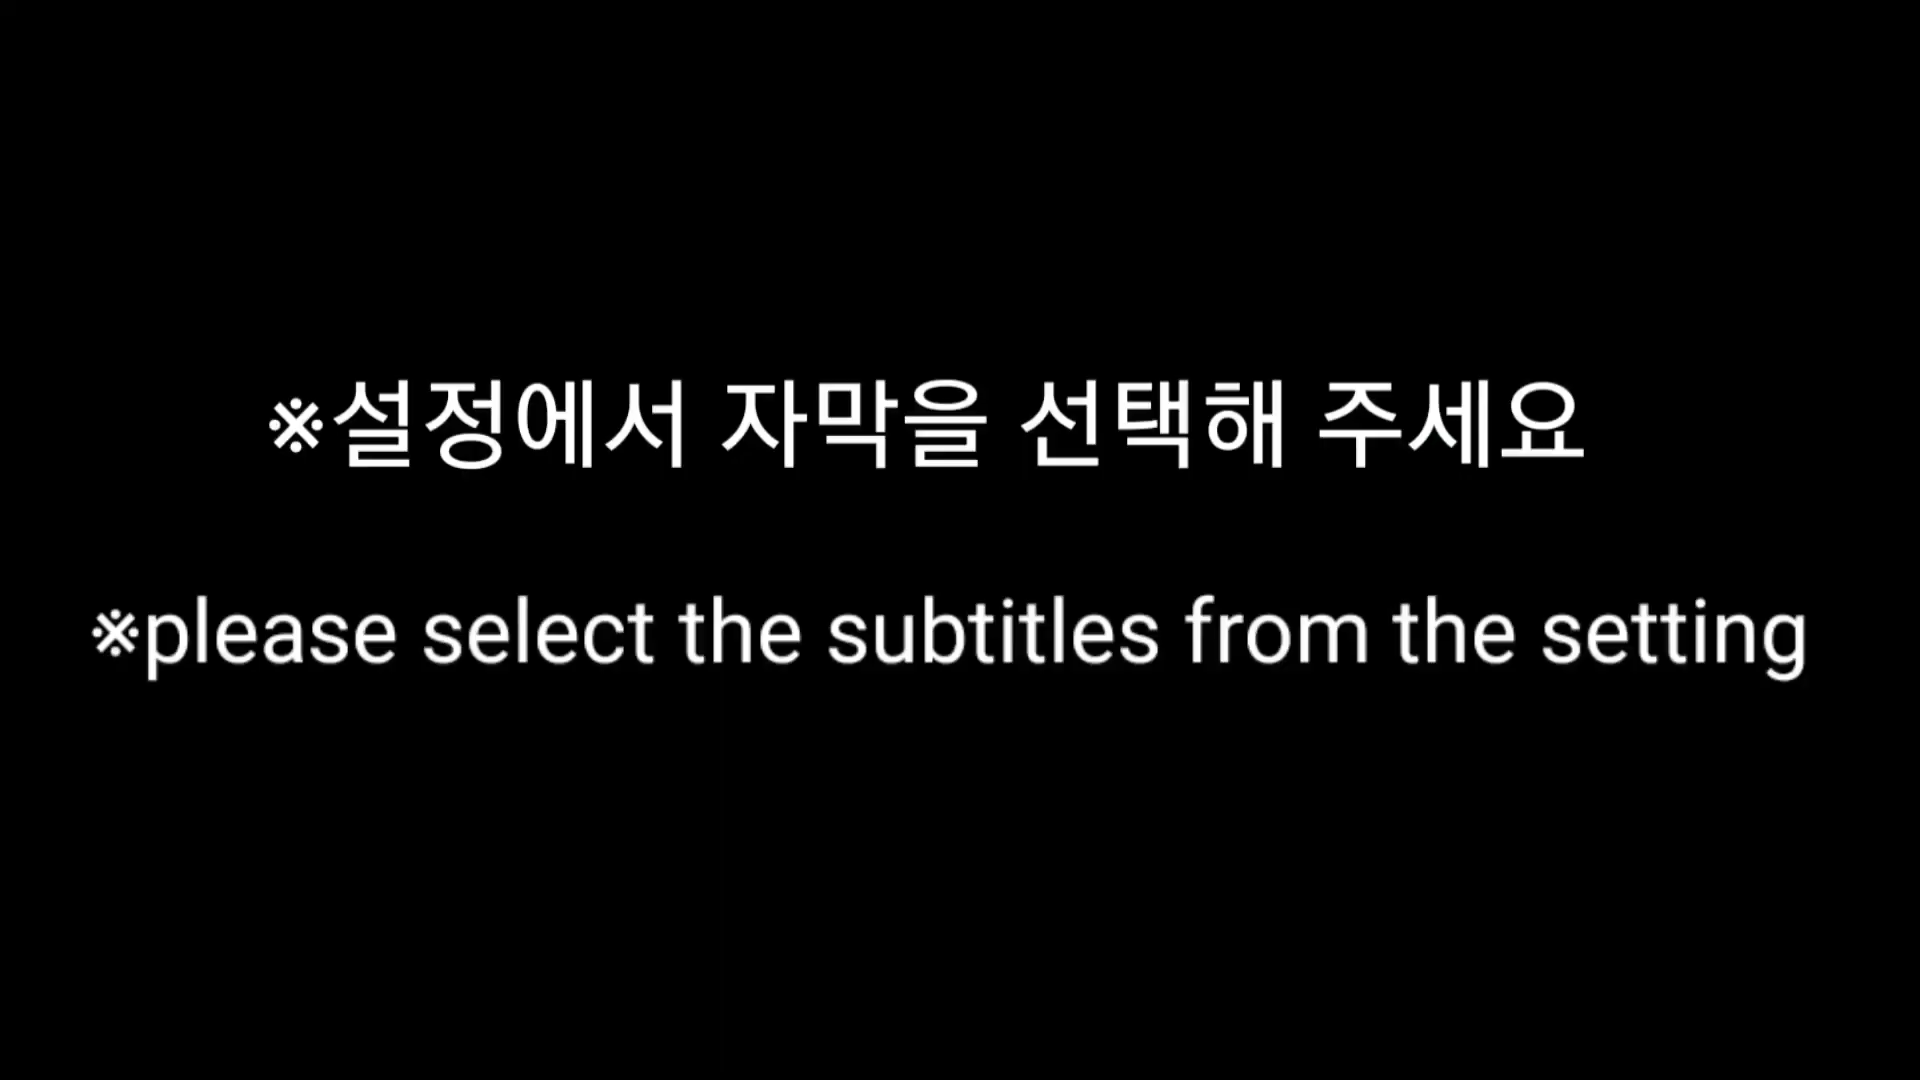 ※설정에서 자막을 선택해 주세요
※please select the subtitles from the setting